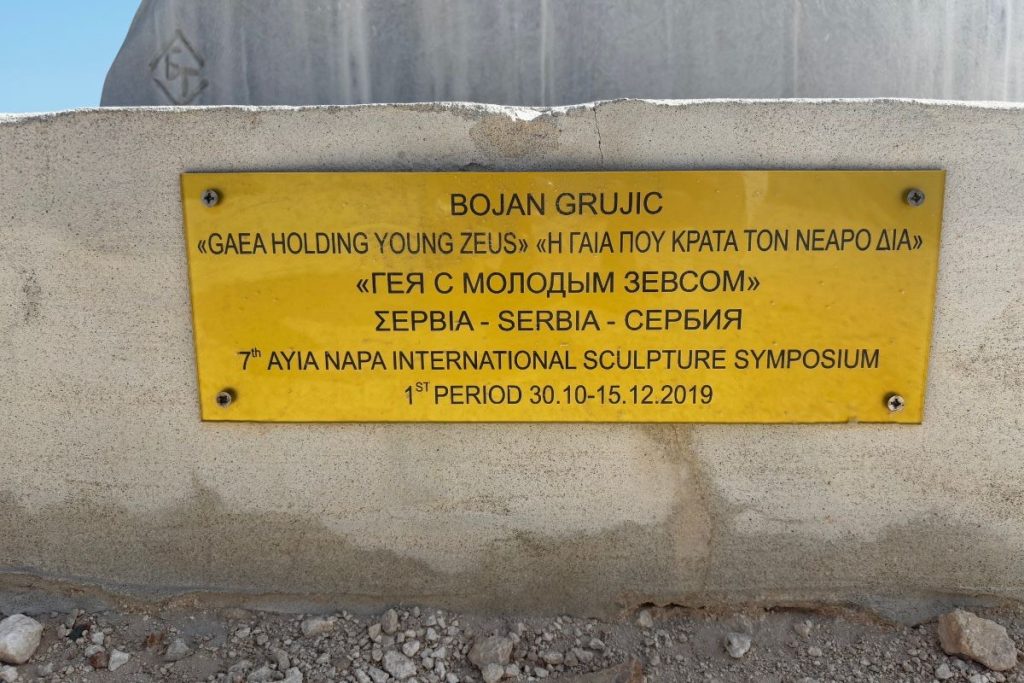 БГ
BOJAN GRUJIC
«GAEA HOLDING YOUNG ZEUS» «Η ΓΑΙΑ ΠΟΥ ΚΡΑΤΑ ΤΟΝ ΝΕΑΡΟ ΔΙΑ»
«ГЕЯ С МОЛОДЫМ ЗЕВСОМ»
ΣΕΡΒΙΑ - SERBIA - СЕРБИЯ
7th AYIA NAPA INTERNATIONAL SCULPTURE SYMPOSIUM
1ST PERIOD 30.10-15.12.2019